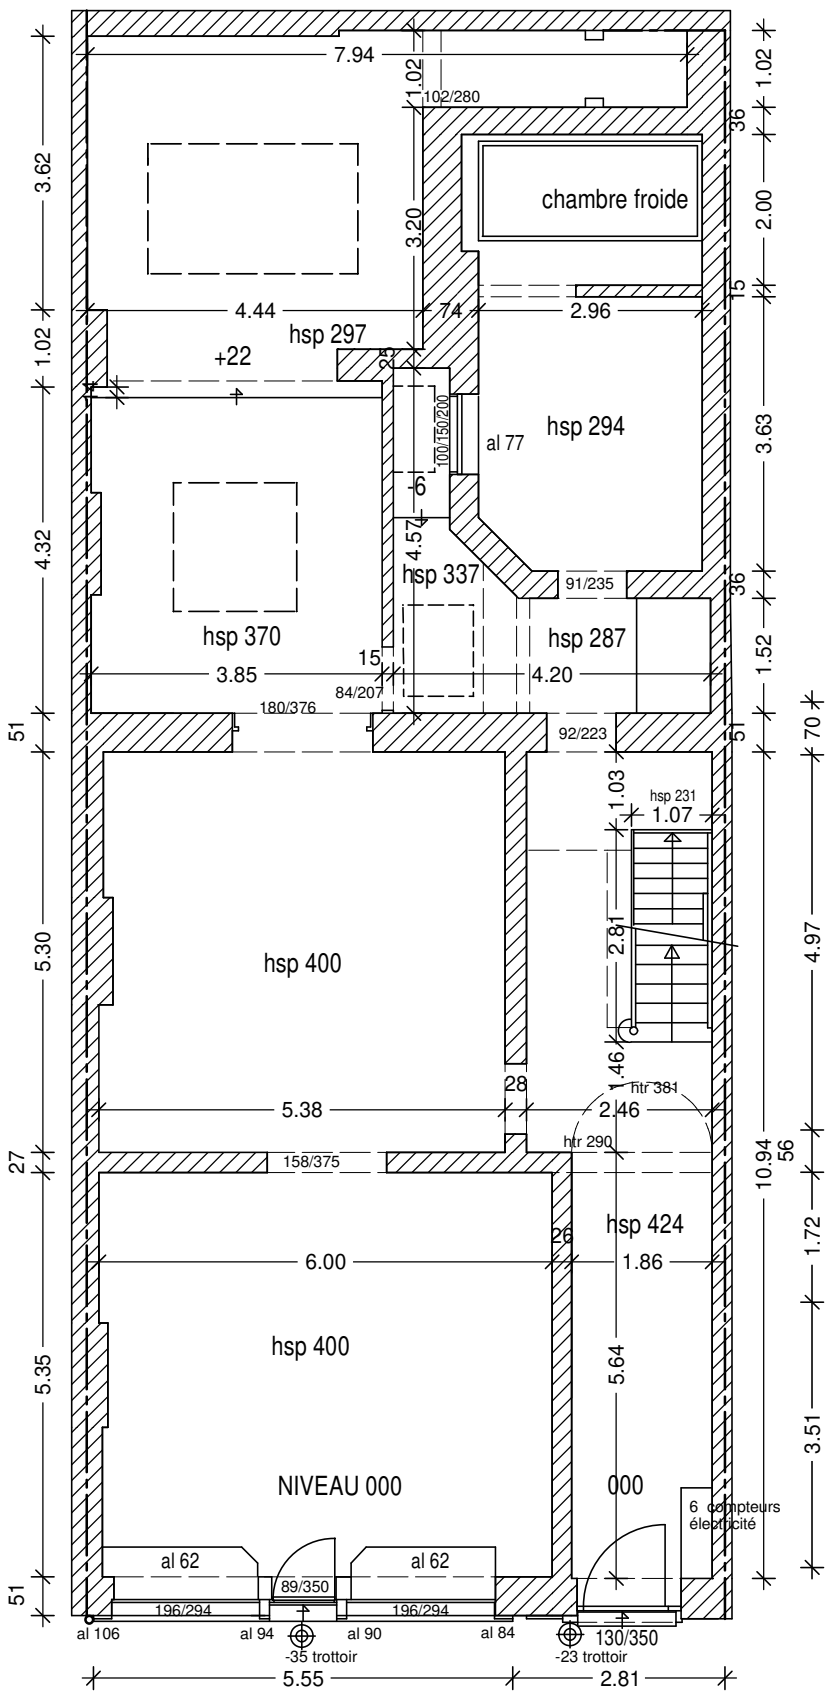 7.94
1.02
1.02
102/280
36
3.62
chambre froide
2.00
3.20
15
4.44
74
2.96
hsp 297
1.02
+22
25
100/150/200
hsp 294
al 77
3.63
-6
4.32
4.57
hsp 337
91/235
36
hsp 370
hsp 287
15
1.52
3.85
4.20
84/207
180/376
51
92/223
51
70
1.03
hsp 231
1.07
2.81
4.97
5.30
hsp 400
1.46
28
htr 381
5.38
2.46
htr 290
27
158/375
10.94
56
hsp 424
26
1.72
6.00
1.86
hsp 400
5.35
5.64
3.51
NIVEAU 000
000
6 compteurs
électricité
al 62
al 62
89/350
51
196/294
196/294
al 106
al 94
al 90
al 84
130/350
-35 trottoir
-23 trottoir
5.55
2.81